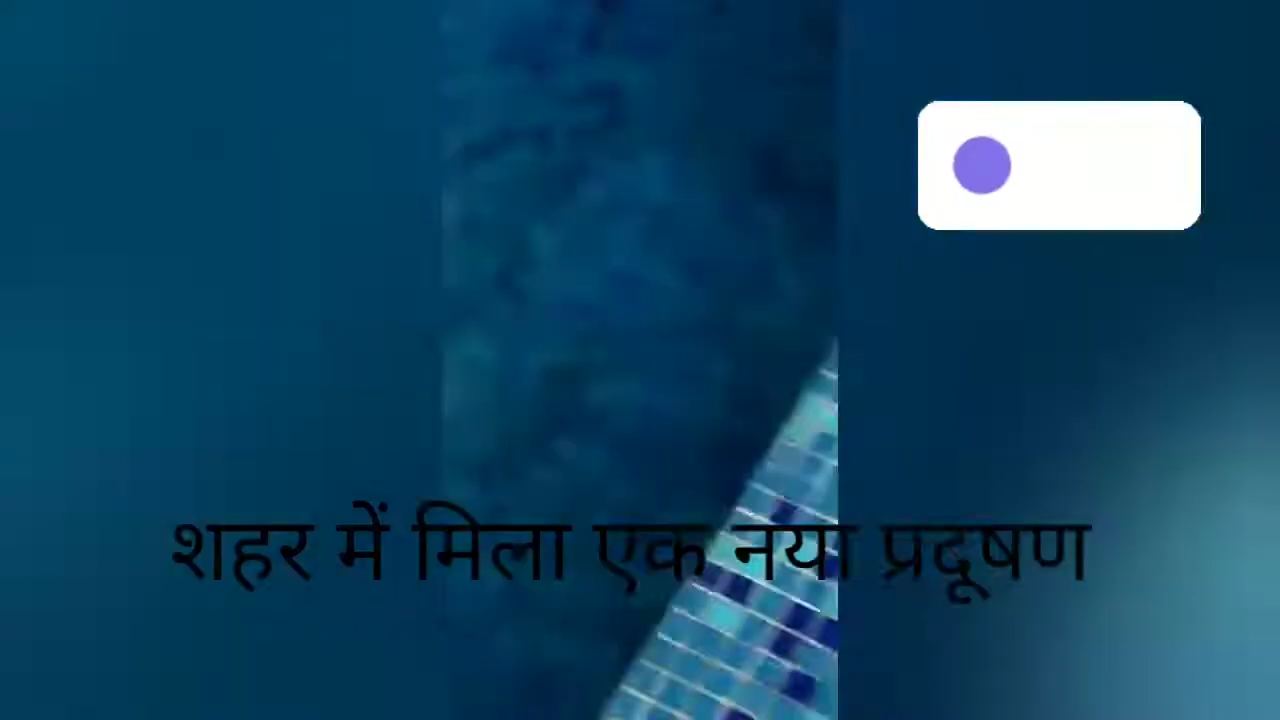 शहर में मिला एक नया प्रदूषण